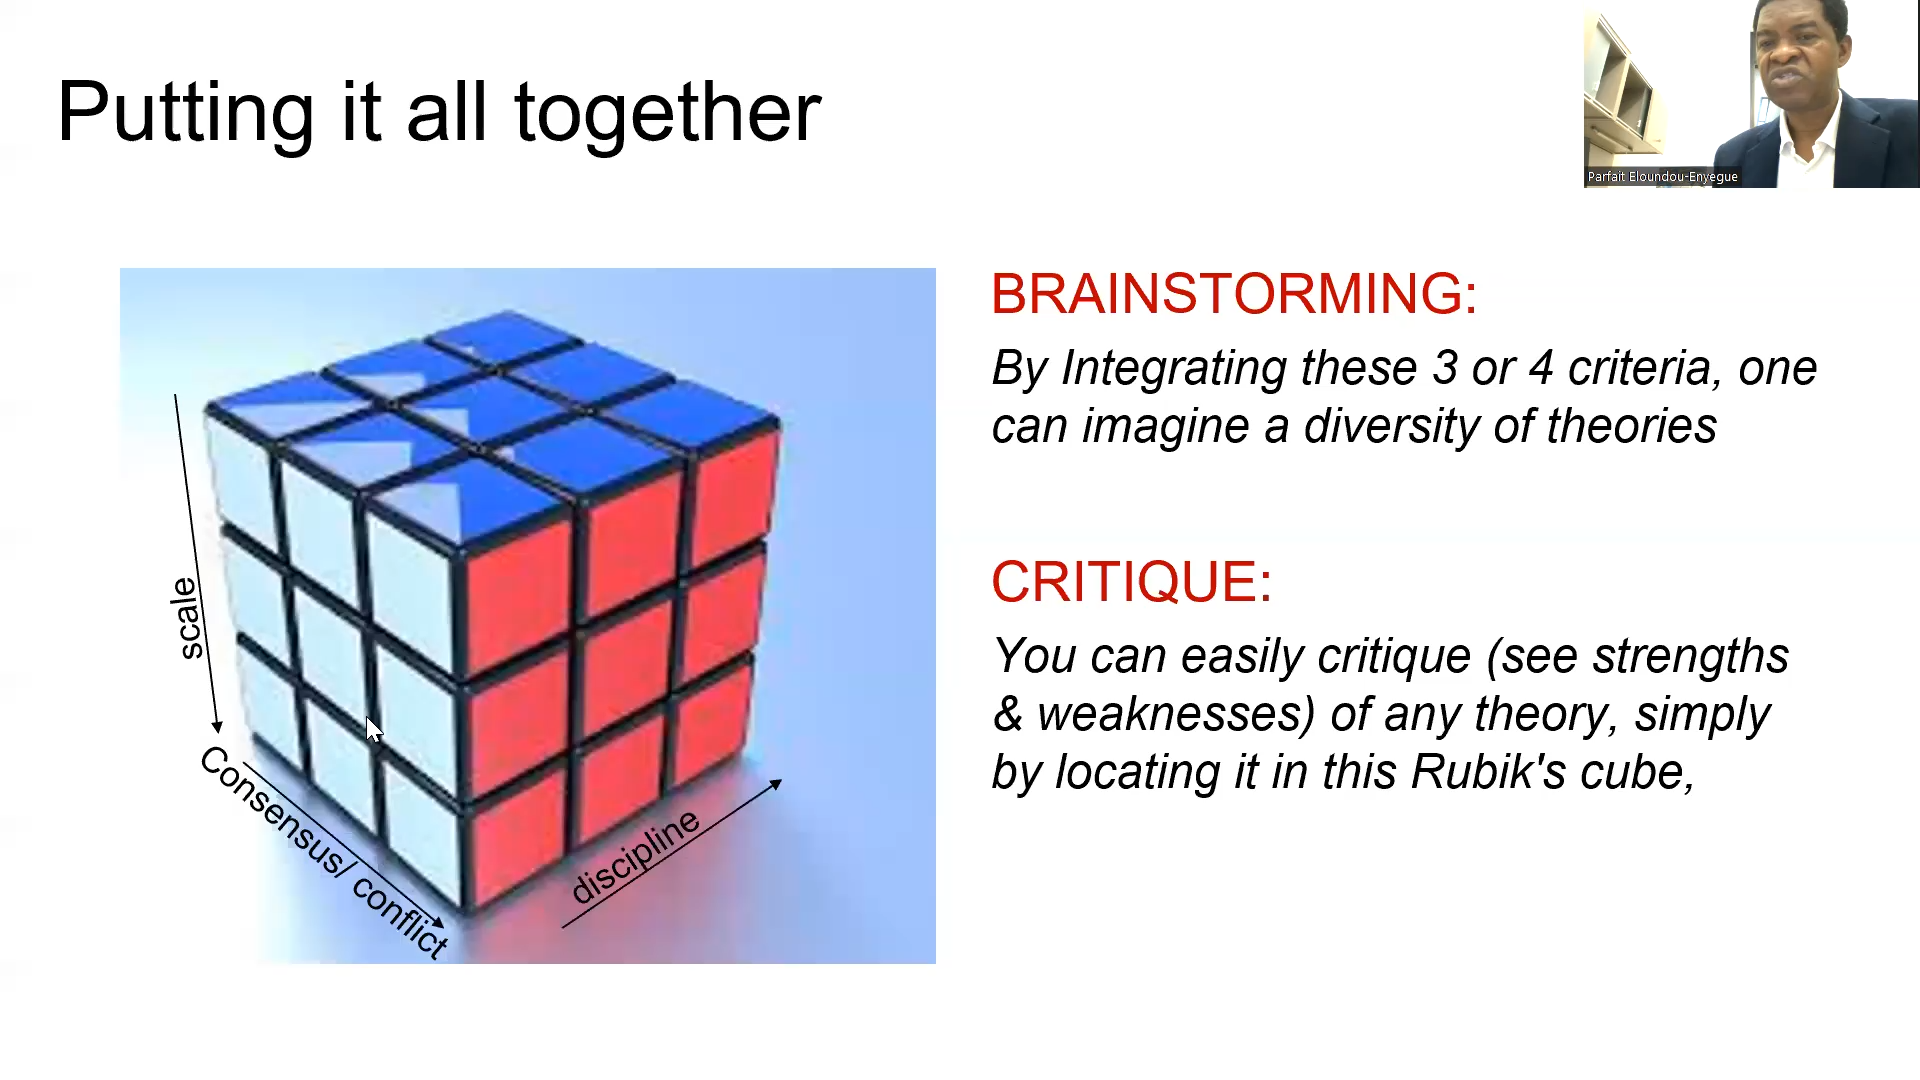 Putting it all together
Parfait Eloundou-Enyegue
BRAINSTORMING:
By Integrating these 3 or 4 criteria, one
can imagine a diversity of theories
CRITIQUE:
You can easily critique (see strengths
& weaknesses) of any theory, simply
by locating it in this Rubik's cube,
scale
Consensus/ conflict
discipline